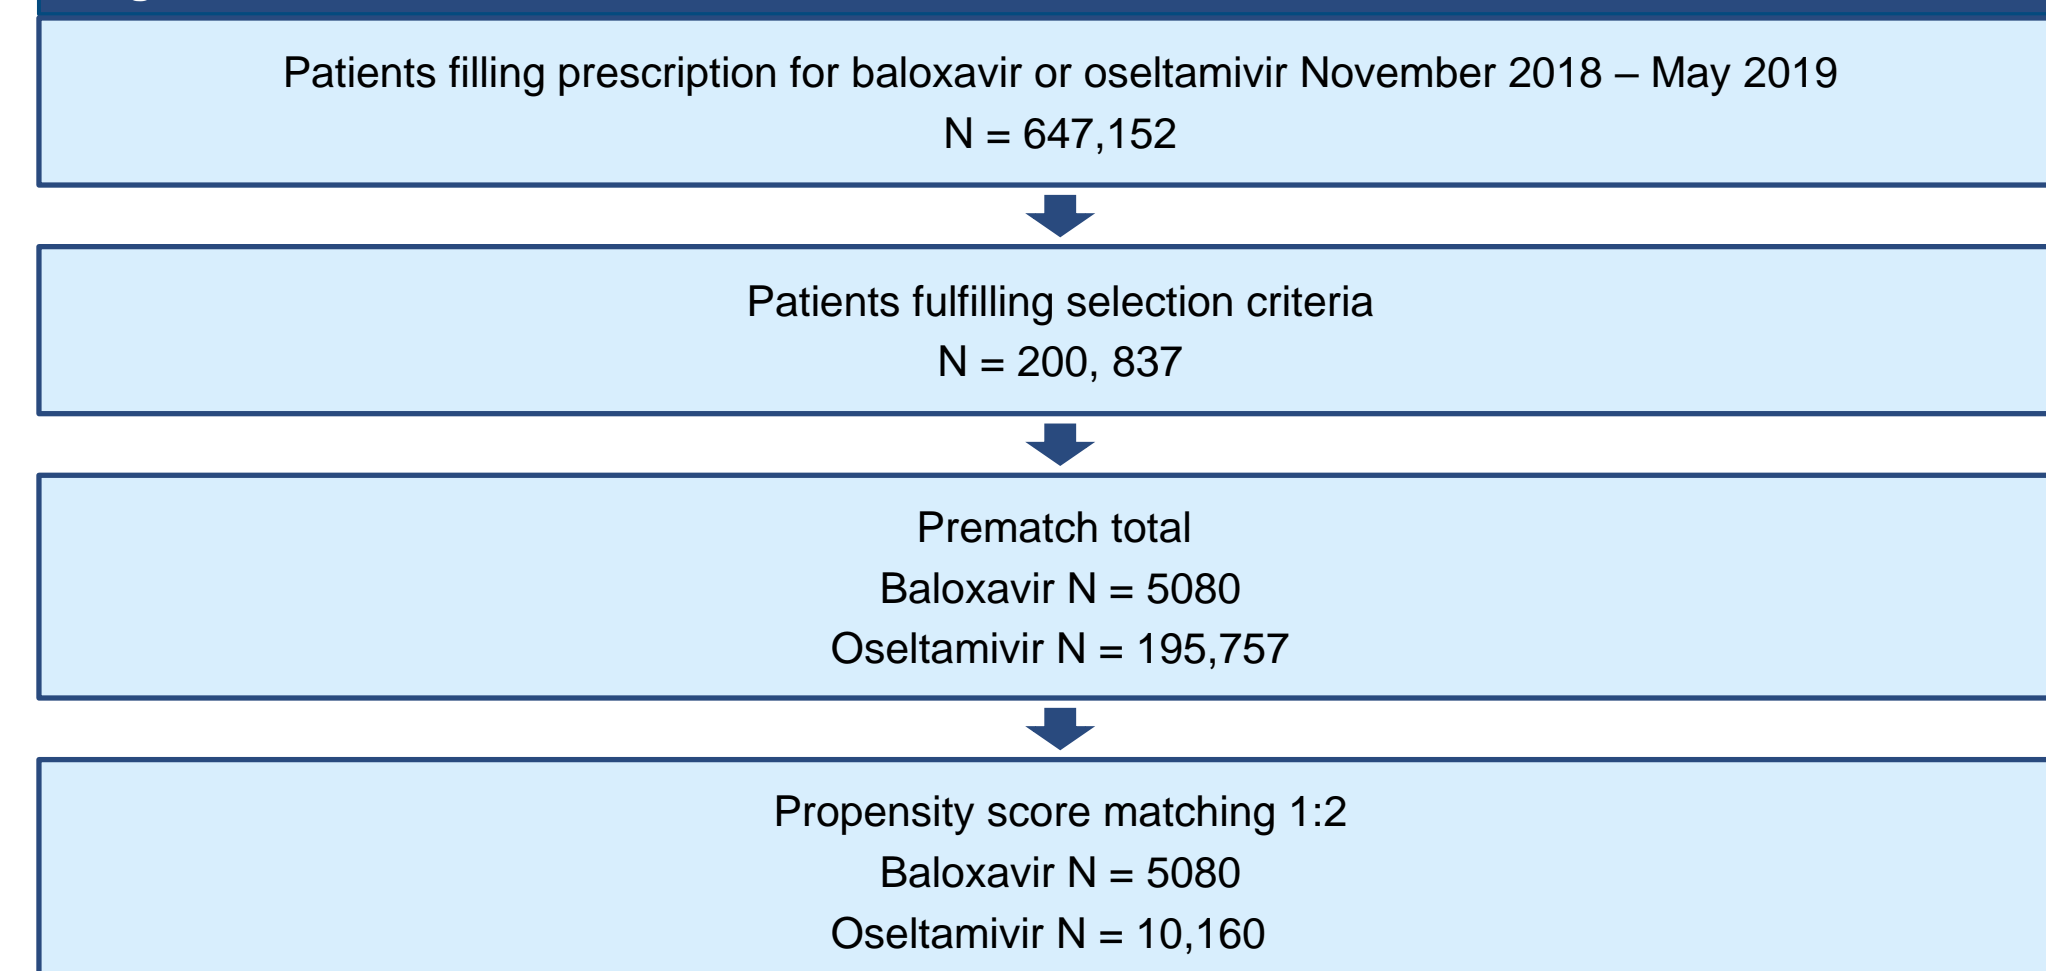 Patients filling prescription for baloxavir or oseltamivir November 2018 – May 2019
N = 647,152
Patients fulfilling selection criteria
N = 200, 837
Prematch total
Baloxavir N = 5080
Oseltamivir N = 195,757
Propensity score matching 1:2
Baloxavir N = 5080
Oseltamivir N = 10,160